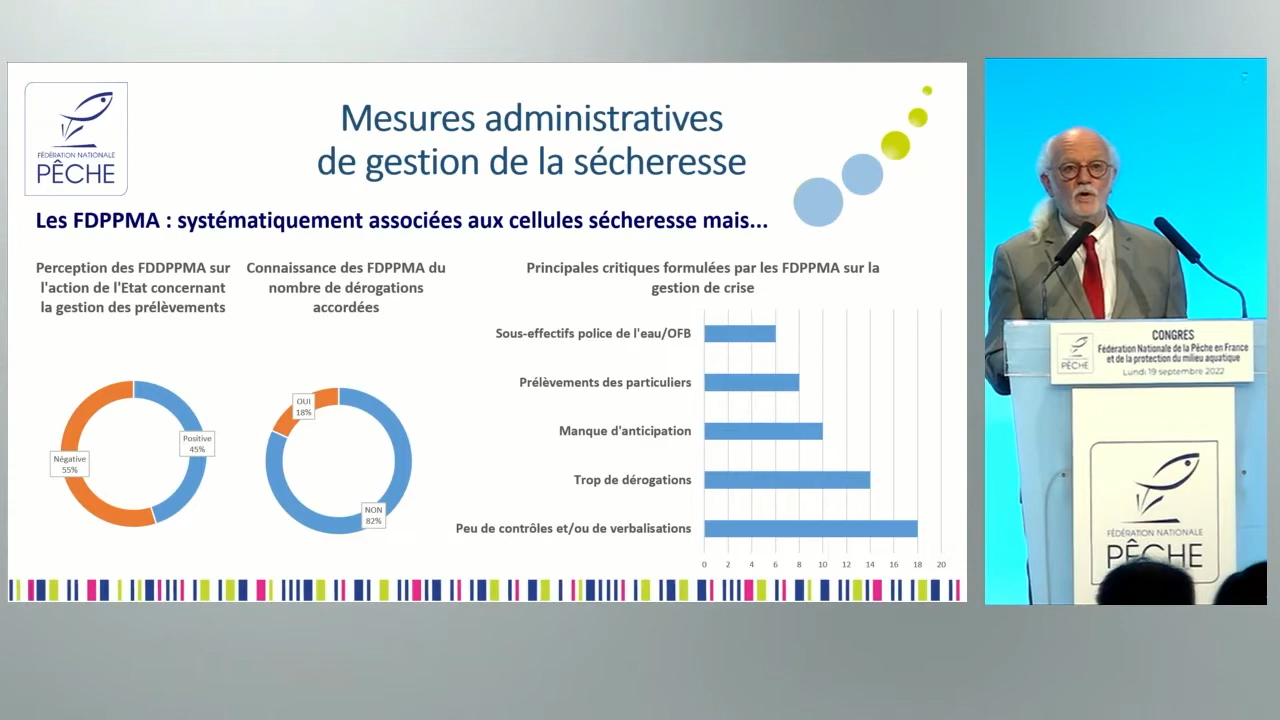 FÉDÉRATION NATIONALE
PÊCHE
Mesures administratives
de gestion de la sécheresse
Les FDPPMA : systématiquement associées aux cellules sécheresse mais...
Perception des FDDPPMA sur
l'action de l'Etat concernant
la gestion des prélèvements
Négative
55%
Positive
45%
Connaissance des FDPPMA du
nombre de dérogations
accordées
OUI
18%
NON
82%
Principales critiques formulées par les FDPPMA sur la
gestion de crise
Sous-effectifs police de l'eau/OFB
Prélèvements des particuliers
Manque d'anticipation
Trop de dérogations
Peu de contrôles et/ou de verbalisations
0 2 4 6 8 10 12 14 16 18 20
PÊCHE
CONGRES
Fédération Nationale de la Pêche en France
et de la protection du milieu aquatique
Lundi 19 septembre 2022
FÉDÉRATION NATIONALE
PÊCHE